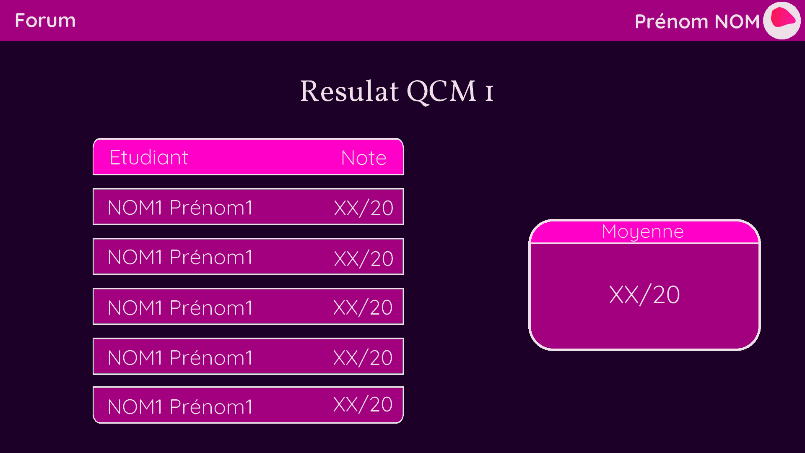 Forum
Prénom NOM
Resulat QCM 1
Etudiant Note
NOM1 Prénom1 XX/20
NOM1 Prénom1 XX/20
NOM1 Prénom1 XX/20
NOM1 Prénom1 XX/20
NOM1 Prénom1 XX/20
Moyenne
XX/20